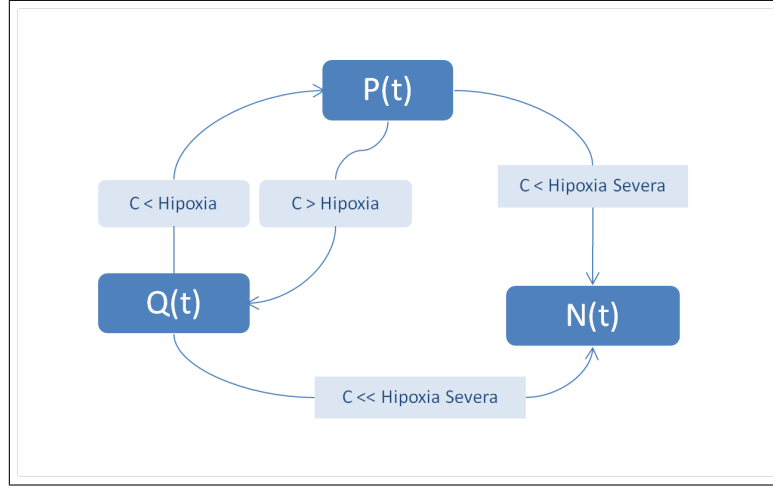 P(t)
C < Hipoxia Severa
C < Hipoxia
C > Hipoxia
Q(t)
N(t)
C << Hipoxia Severa